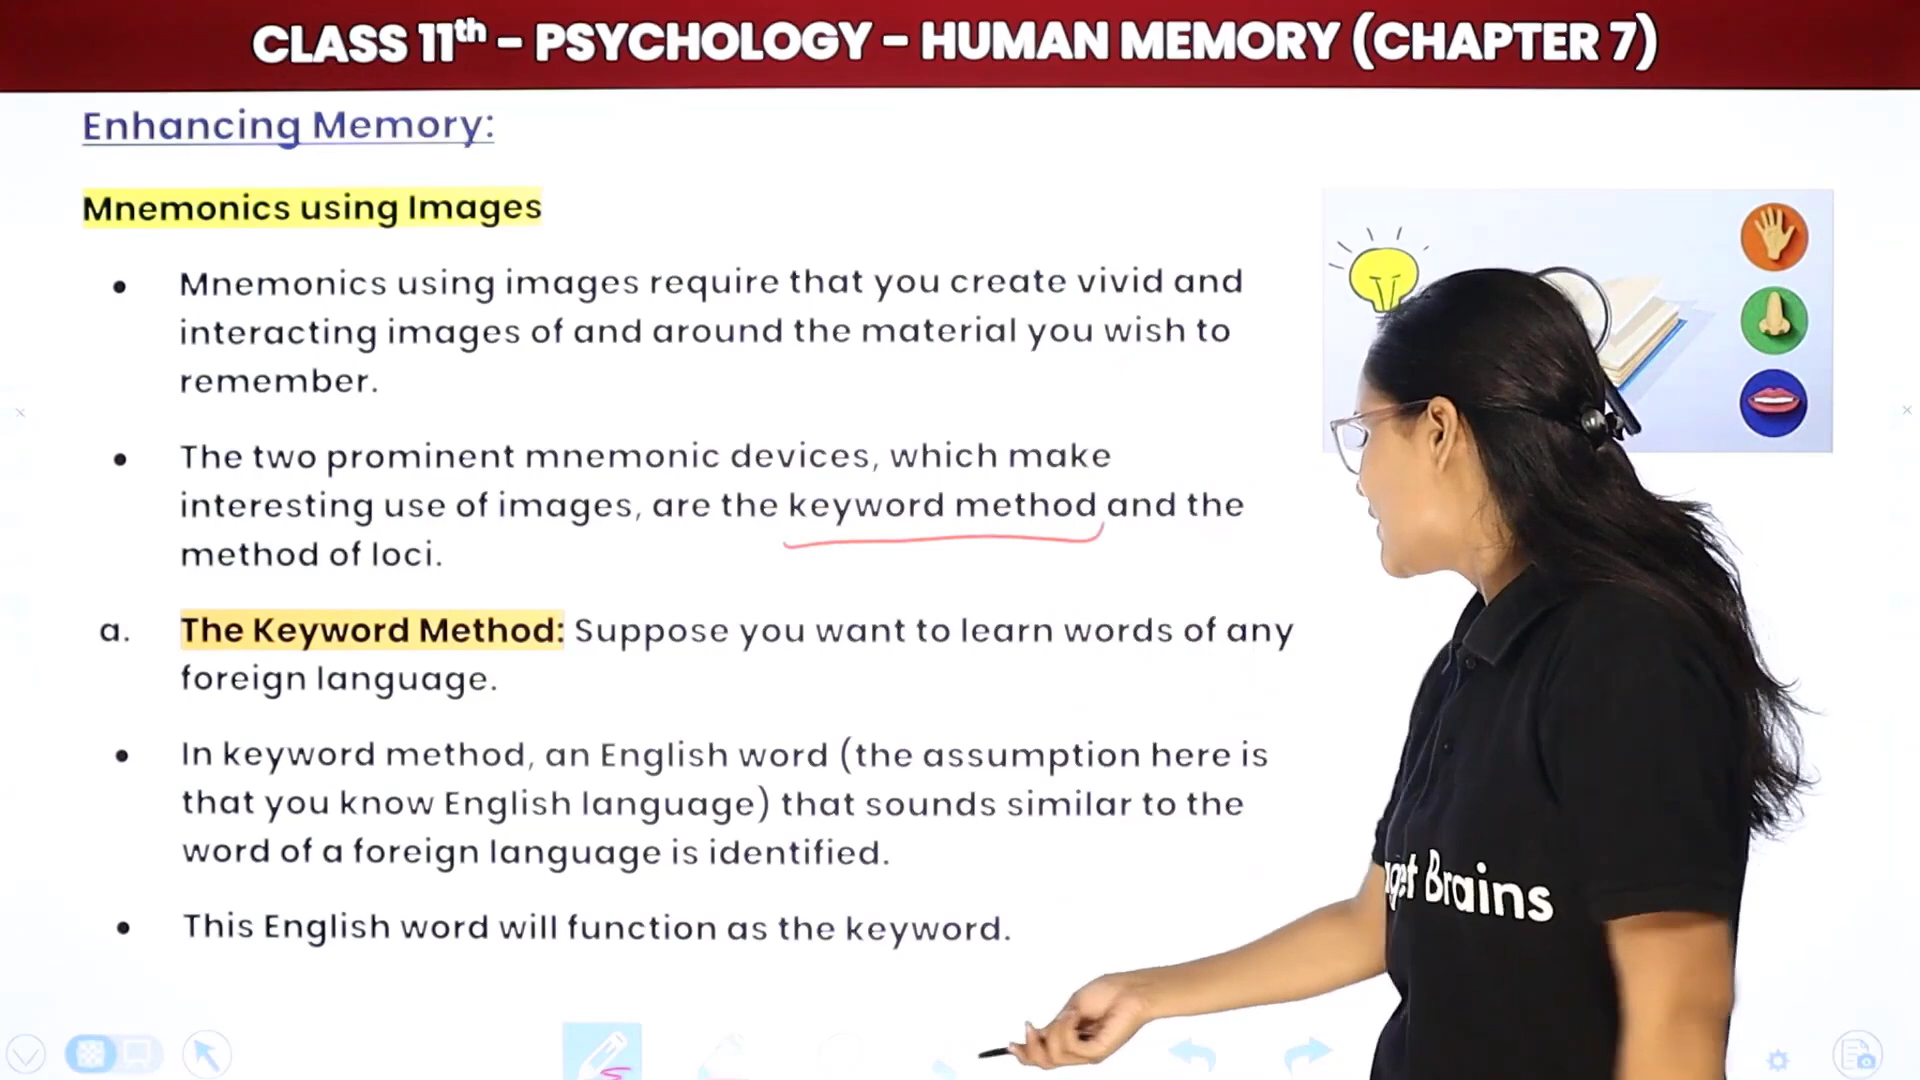 CLASS 11th – PSYCHOLOGY – HUMAN MEMORY (CHAPTER 7)
Enhancing Memory:
Mnemonics using Images
• Mnemonics using images require that you create vivid and
interacting images of and around the material you wish to
remember.
• The two prominent mnemonic devices, which make
interesting use of images, are the keyword method and the
method of loci.
a. The Keyword Method: Suppose you want to learn words of any
foreign language.
• In keyword method, an English word (the assumption here is
that you know English language) that sounds similar to the
word of a foreign language is identified.
• This English word will function as the keyword.
Brains